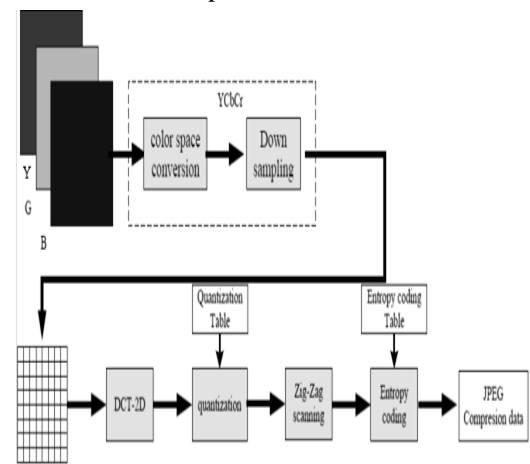 YCbCr
color space
conversion
Down
sampling
Y
G
B
Quantization
Table
Entropy coding
Table
DCT-2D
quantization
Zig-Zag
scanning
Entropy
coding
JPEG
Compresion data